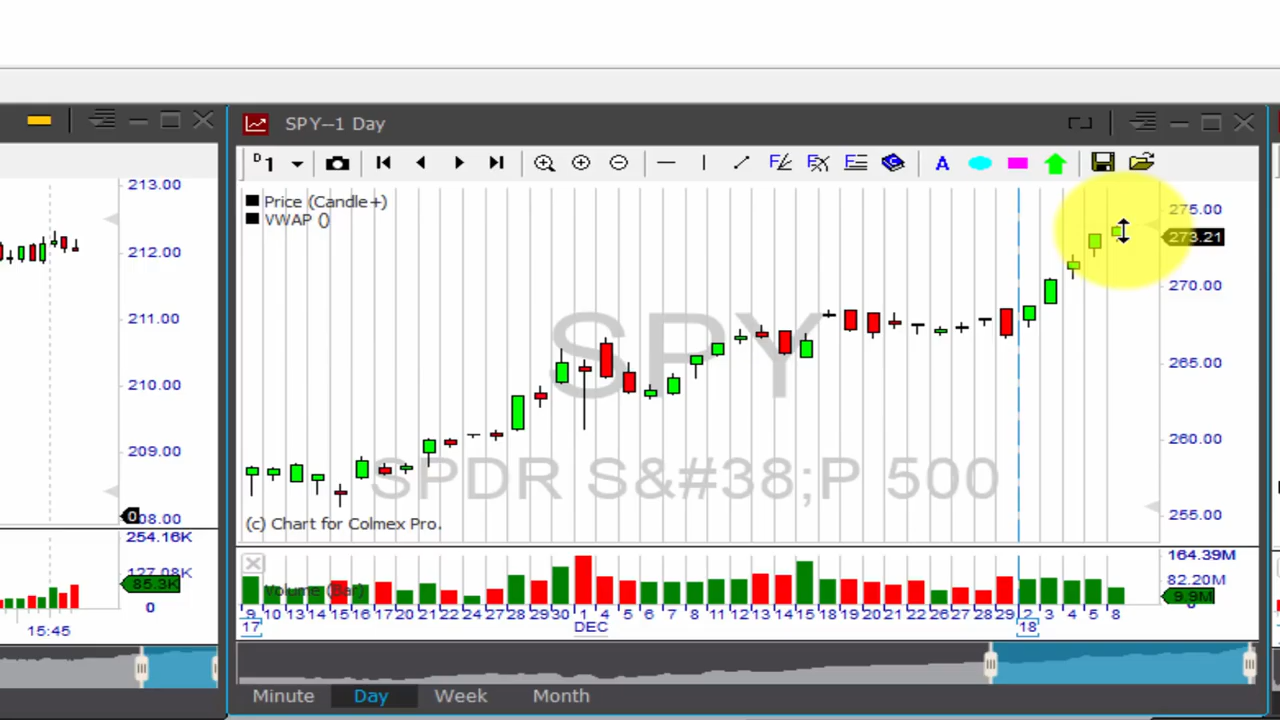 SPY--1 Day
D 1
A
Price (Candle+)
VWAP ()
SPY
SPDR S&#38;P 500
(c) Chart for Colmex Pro.
275.00
273.21
270.00
265.00
260.00
255.00
213.00
212.00
211.00
210.00
209.00
08.00
0
254.16K
127.08K
85.3K
0
15:45
Volume (Bar)
164.39M
82.20M
9.9M
9 10 13 14 15 16 17 20 21 22 24 27 28 29 30 1 4 5 6 7 8 11 12 13 14 15 18 19 20 21 22 26 27 28 29 2 3 4 5 8
17 DEC 18
Minute Day Week Month